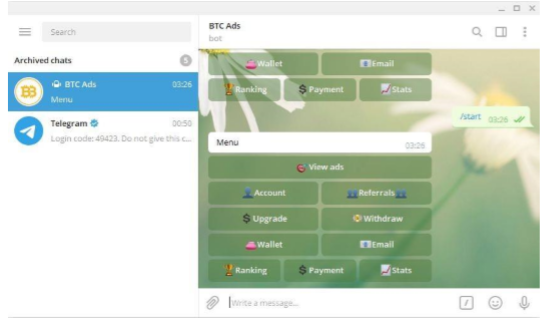 Search
BTC Ads
bot
Archived chats
5
BTC Ads
03:26
Menu
Telegram
00:50
Login code: 49423. Do not give this c...
Wallet
Email
Ranking
$ Payment
Stats
/start 03:26
Menu
03:26
View ads
Account
Referrals
$ Upgrade
Withdraw
Wallet
Email
Ranking
$ Payment
Stats
Write a message...